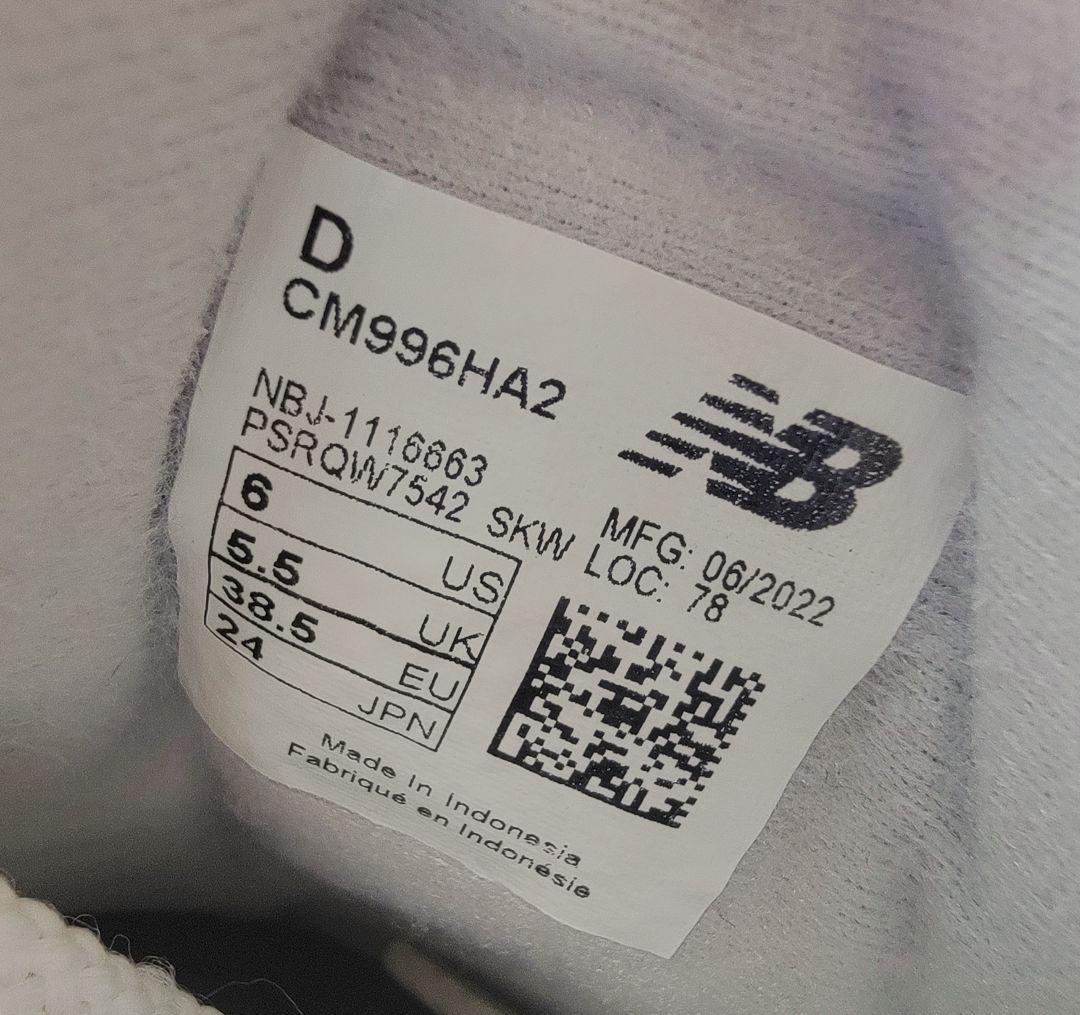 D
CM996HA2
NBJ-1116663
PSRQW7542 SKW
NB
MFG: 06/2022
LOC: 78
6 US
5.5 UK
38.5 EU
24 JPN
Made In Indonesia
Fabriqué en Indonésie